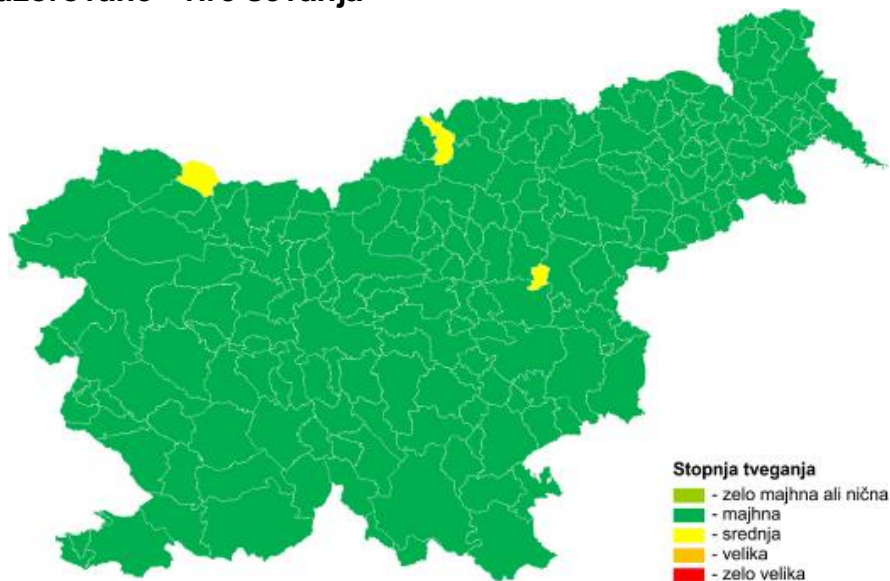 Stopnja tveganja
- zelo majhna ali nična
- majhna
- srednja
- velika
- zelo velika